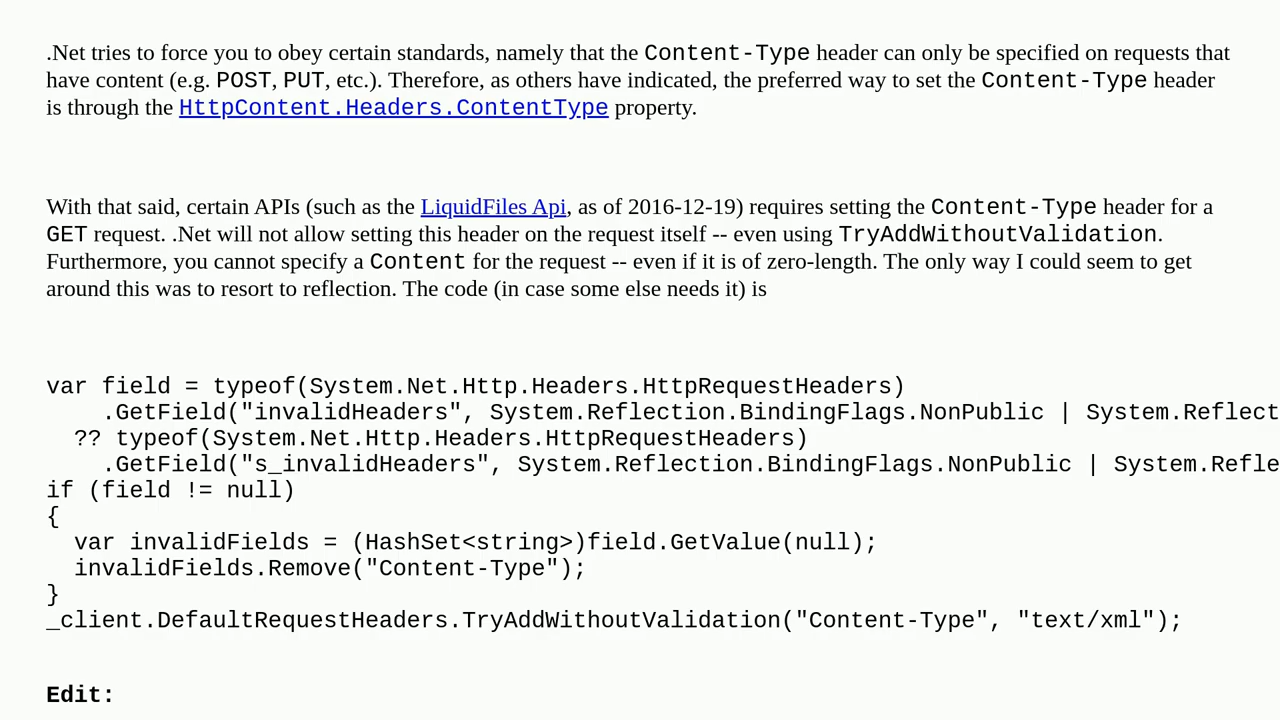 .Net tries to force you to obey certain standards, namely that the Content-Type header can only be specified on requests that
have content (e.g. POST, PUT, etc.). Therefore, as others have indicated, the preferred way to set the Content-Type header
is through the HttpContent.Headers.ContentType property.
With that said, certain APIs (such as the LiquidFiles Api, as of 2016-12-19) requires setting the Content-Type header for a
GET request. .Net will not allow setting this header on the request itself -- even using TryAddWithoutValidation.
Furthermore, you cannot specify a Content for the request -- even if it is of zero-length. The only way I could seem to get
around this was to resort to reflection. The code (in case some else needs it) is
var field = typeof(System.Net.Http.Headers.HttpRequestHeaders)
    .GetField("invalidHeaders", System.Reflection.BindingFlags.NonPublic | System.Reflect
  ?? typeof(System.Net.Http.Headers.HttpRequestHeaders)
    .GetField("s_invalidHeaders", System.Reflection.BindingFlags.NonPublic | System.Refle
if (field != null)
{
  var invalidFields = (HashSet<string>)field.GetValue(null);
  invalidFields.Remove("Content-Type");
}
_client.DefaultRequestHeaders.TryAddWithoutValidation("Content-Type", "text/xml");
Edit: